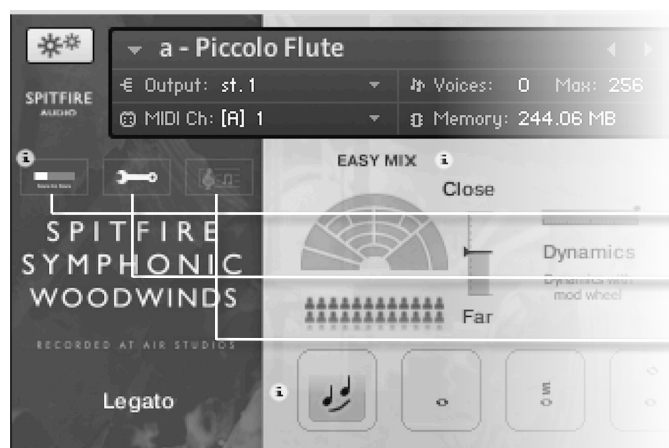 a - Piccolo Flute
SPITFIRE
AUDIO
Output: st.1
Voices: 0 Max: 256
MIDI Ch: [A] 1
Memory: 244.06 MB
EASY MIX
Close
SPITFIRE
SYMPHONIC
WOODWINDS
Dynamics
Dynamics with
mod wheel
Far
RECORDED AT AIR STUDIOS
Legato